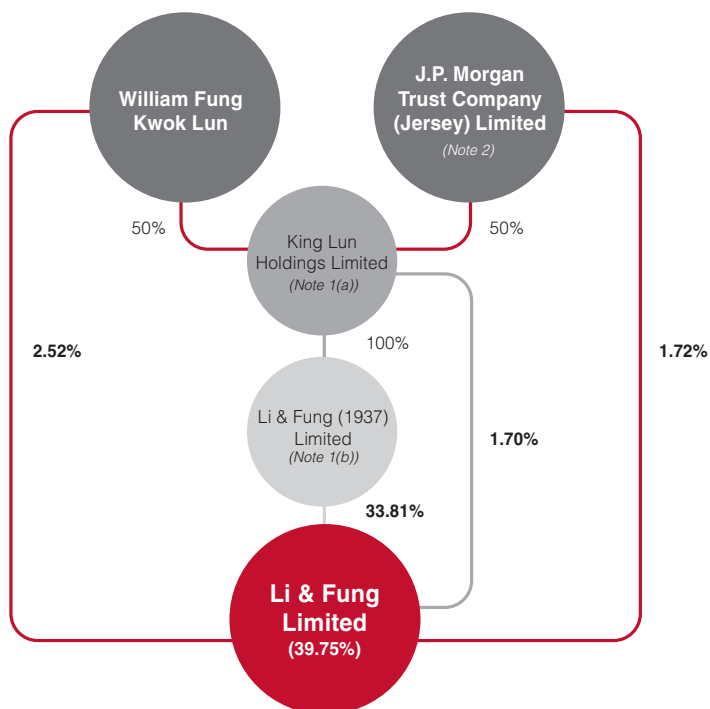 William Fung
Kwok Lun
J.P. Morgan
Trust Company
(Jersey) Limited
(Note 2)
50%
50%
King Lun
Holdings Limited
(Note 1(a))
2.52%
100%
1.72%
Li & Fung (1937)
Limited
(Note 1(b))
1.70%
33.81%
Li & Fung
Limited
(39.75%)